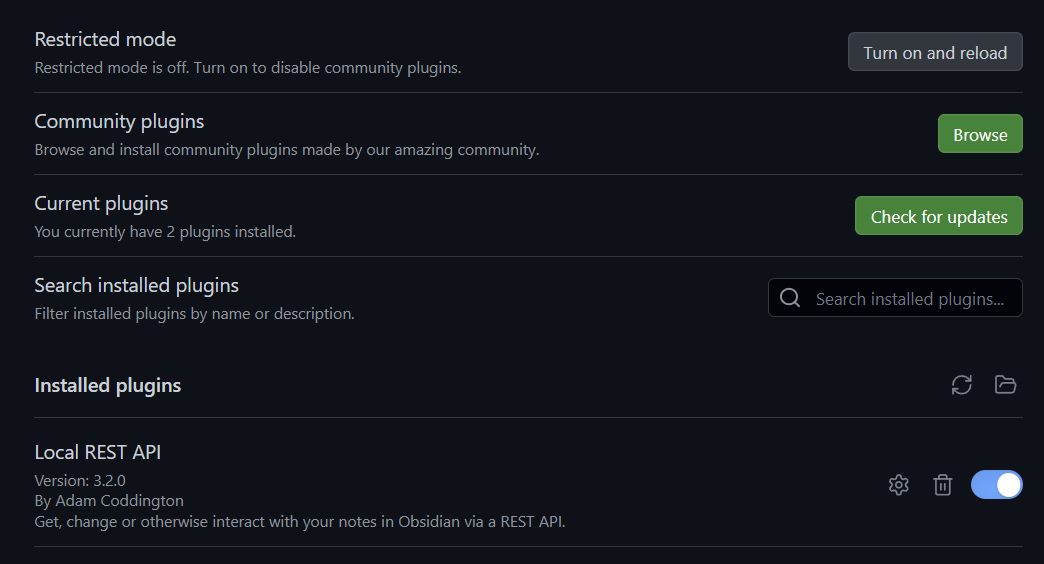 Restricted mode
Restricted mode is off. Turn on to disable community plugins.
Turn on and reload
Community plugins
Browse and install community plugins made by our amazing community.
Browse
Current plugins
You currently have 2 plugins installed.
Check for updates
Search installed plugins
Filter installed plugins by name or description.
Search installed plugins...
Installed plugins
Local REST API
Version: 3.2.0
By Adam Coddington
Get, change or otherwise interact with your notes in Obsidian via a REST API.